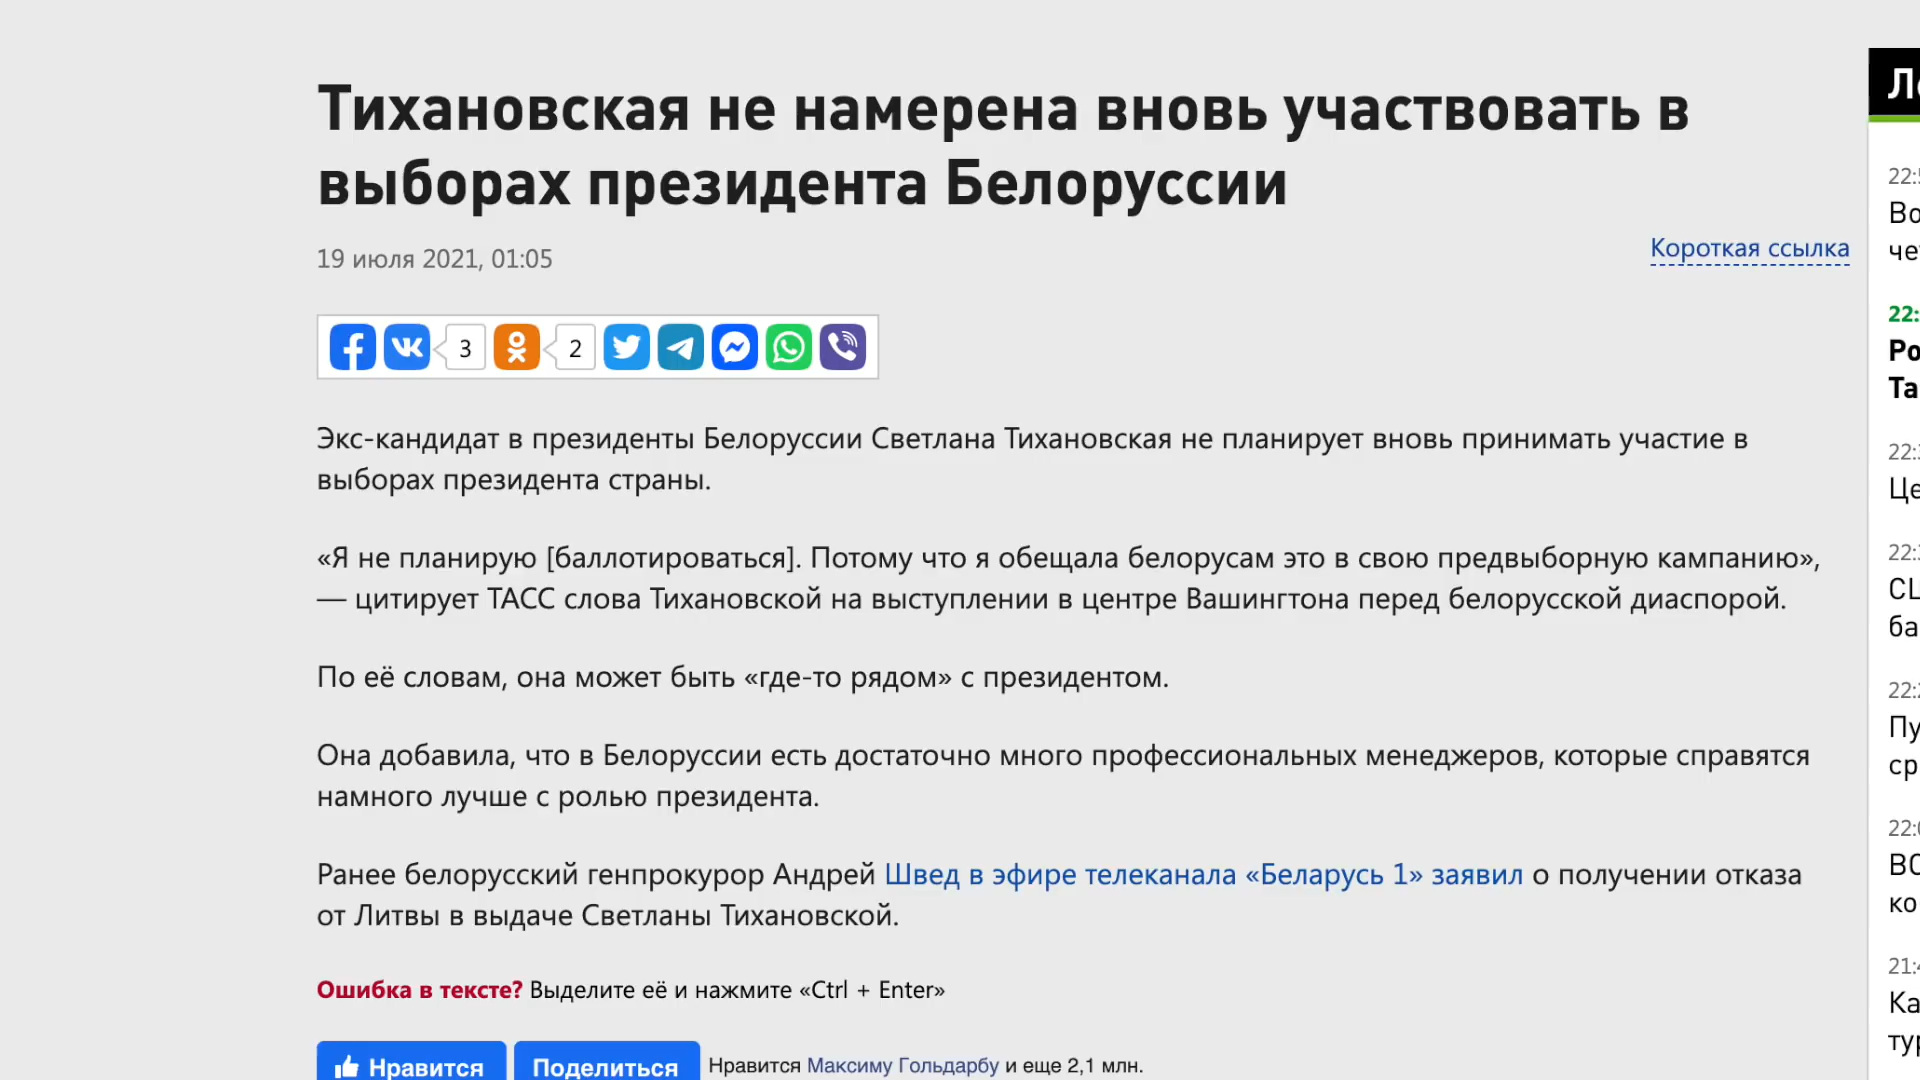 Тихановская не намерена вновь участвовать в
выборах президента Белоруссии
19 июля 2021, 01:05
Короткая ссылка
3
2
Экс-кандидат в президенты Белоруссии Светлана Тихановская не планирует вновь принимать участие в
выборах президента страны.
«Я не планирую [баллотироваться]. Потому что я обещала белорусам это в свою предвыборную кампанию»,
— цитирует ТАСС слова Тихановской на выступлении в центре Вашингтона перед белорусской диаспорой.
По её словам, она может быть «где-то рядом» с президентом.
Она добавила, что в Белоруссии есть достаточно много профессиональных менеджеров, которые справятся
намного лучше с ролью президента.
Ранее белорусский генпрокурор Андрей Швед в эфире телеканала «Беларусь 1» заявил о получении отказа
от Литвы в выдаче Светланы Тихановской.
Ошибка в тексте? Выделите её и нажмите «Ctrl + Enter»
Нравится Поделиться Нравится Максиму Гольдарбу и еще 2,1 млн.